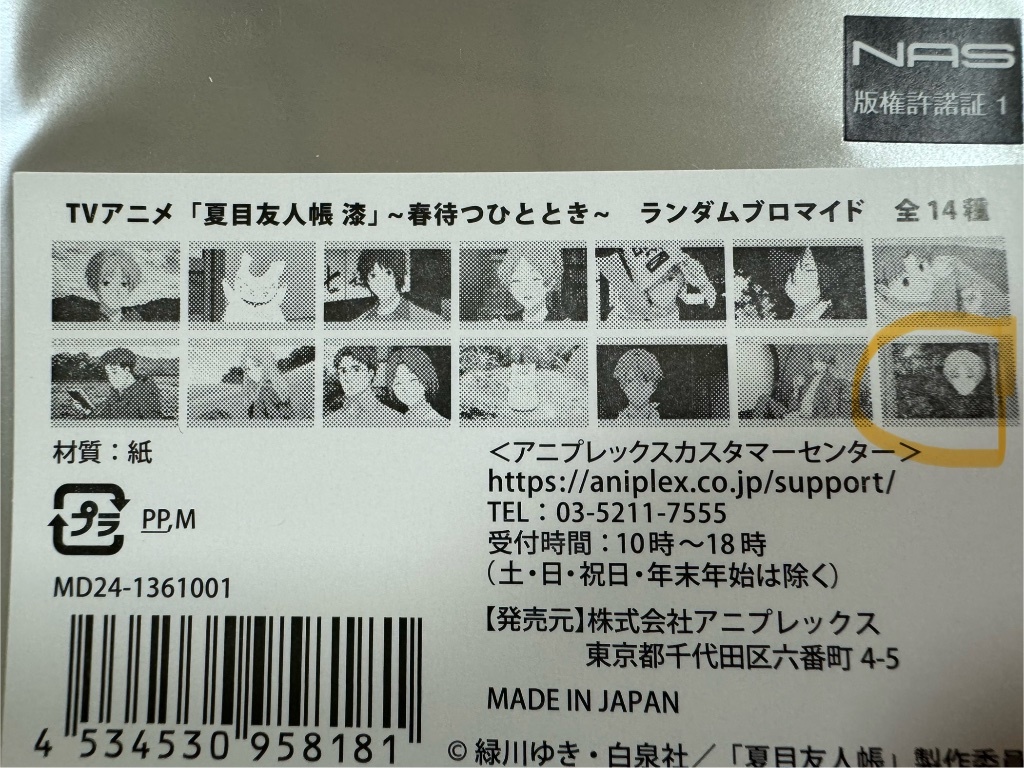 NAS
版権許諾証 1
TVアニメ「夏目友人帳 漆」~春待つひととき~ ランダムブロマイド 全14種
材質：紙
プラ PP,M
MD24-1361001
4 534530 958181
＜アニプレックスカスタマーセンター＞
https://aniplex.co.jp/support/
TEL：03-5211-7555
受付時間：10時～18時
（土・日・祝日・年末年始は除く）
【発売元】株式会社アニプレックス
東京都千代田区六番町 4-5
MADE IN JAPAN
© 緑川ゆき・白泉社／「夏目友人帳」製作委員